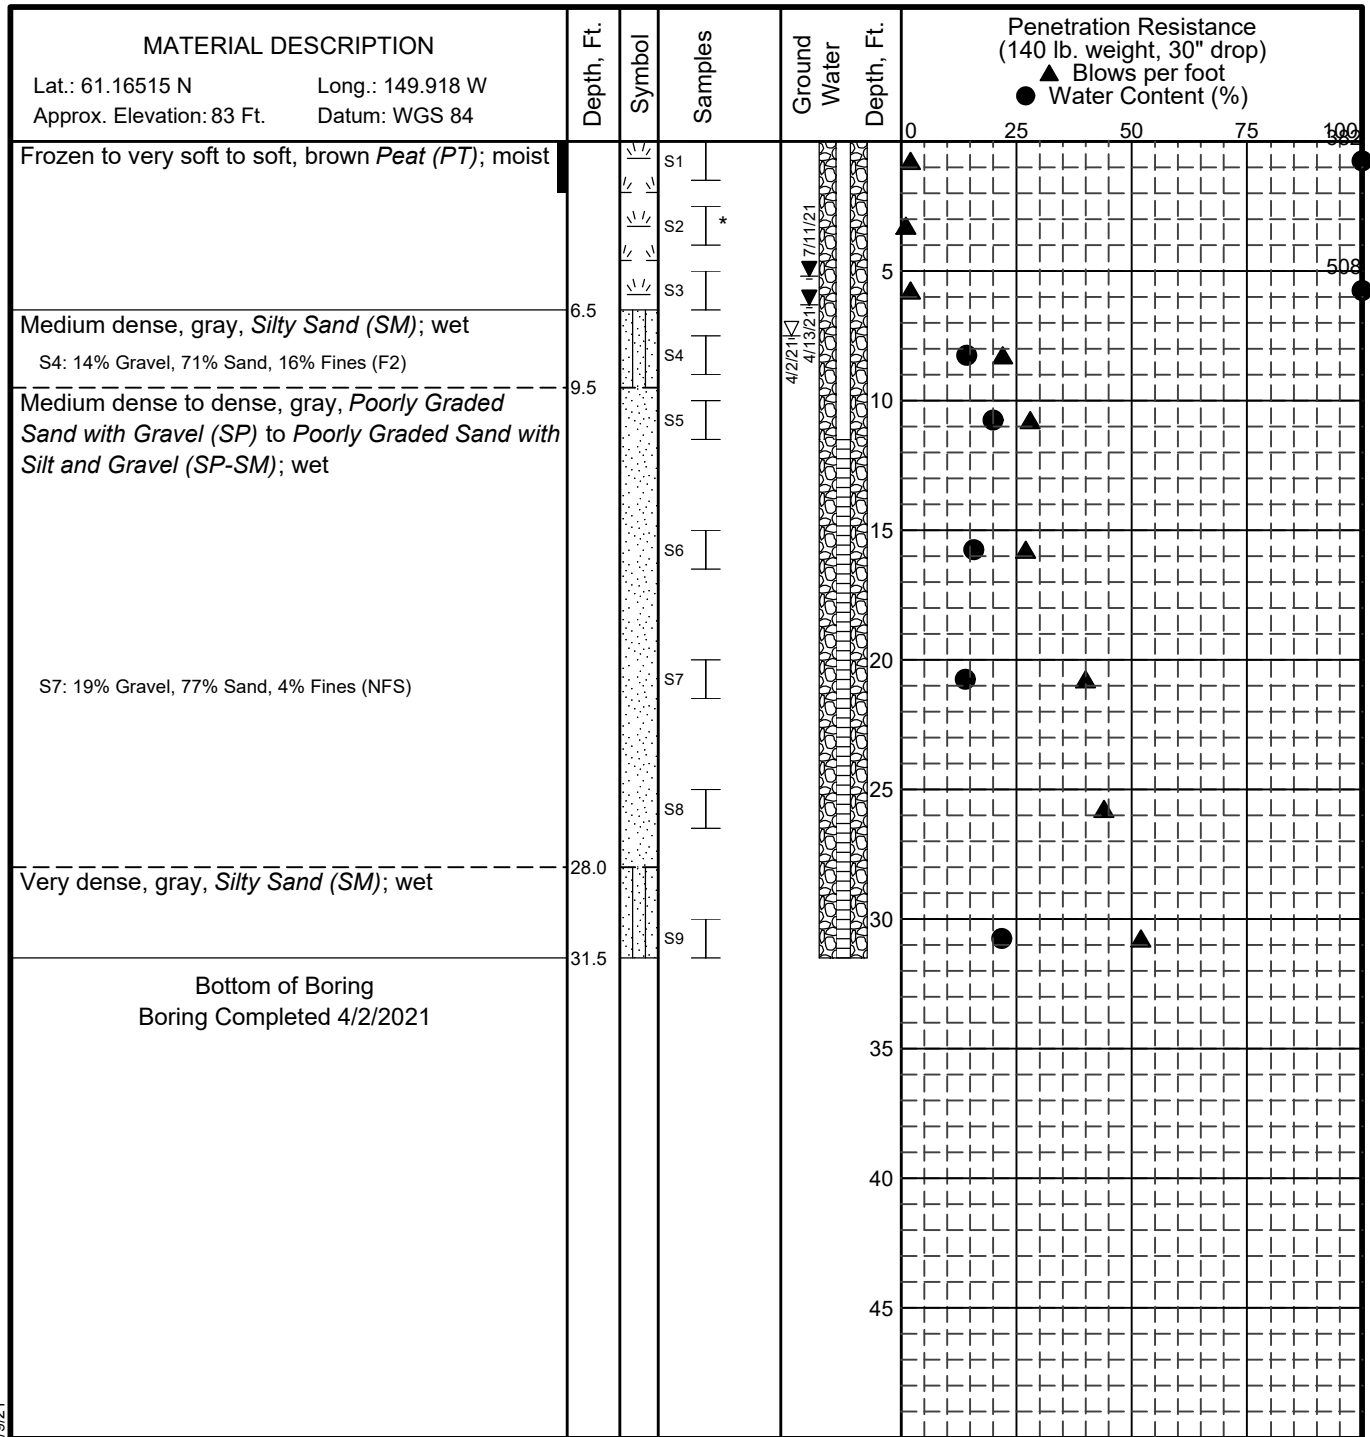 MATERIAL DESCRIPTION
Lat.: 61.16515 N Long.: 149.918 W
Approx. Elevation: 83 Ft. Datum: WGS 84
Depth, Ft.
Symbol
Samples
Ground
Water
Depth, Ft.
Penetration Resistance
(140 lb. weight, 30" drop)
▲ Blows per foot
● Water Content (%)
0 25 50 75 100
382
Frozen to very soft to soft, brown Peat (PT); moist
S1
S2 *
7/11/21
5
508
S3
6.5
Medium dense, gray, Silty Sand (SM); wet
4/2/21
4/13/21
S4: 14% Gravel, 71% Sand, 16% Fines (F2)
S4
9.5
Medium dense to dense, gray, Poorly Graded
Sand with Gravel (SP) to Poorly Graded Sand with
Silt and Gravel (SP-SM); wet
10
S5
15
S6
20
S7: 19% Gravel, 77% Sand, 4% Fines (NFS)
S7
25
S8
28.0
Very dense, gray, Silty Sand (SM); wet
30
S9
31.5
Bottom of Boring
Boring Completed 4/2/2021
35
40
45